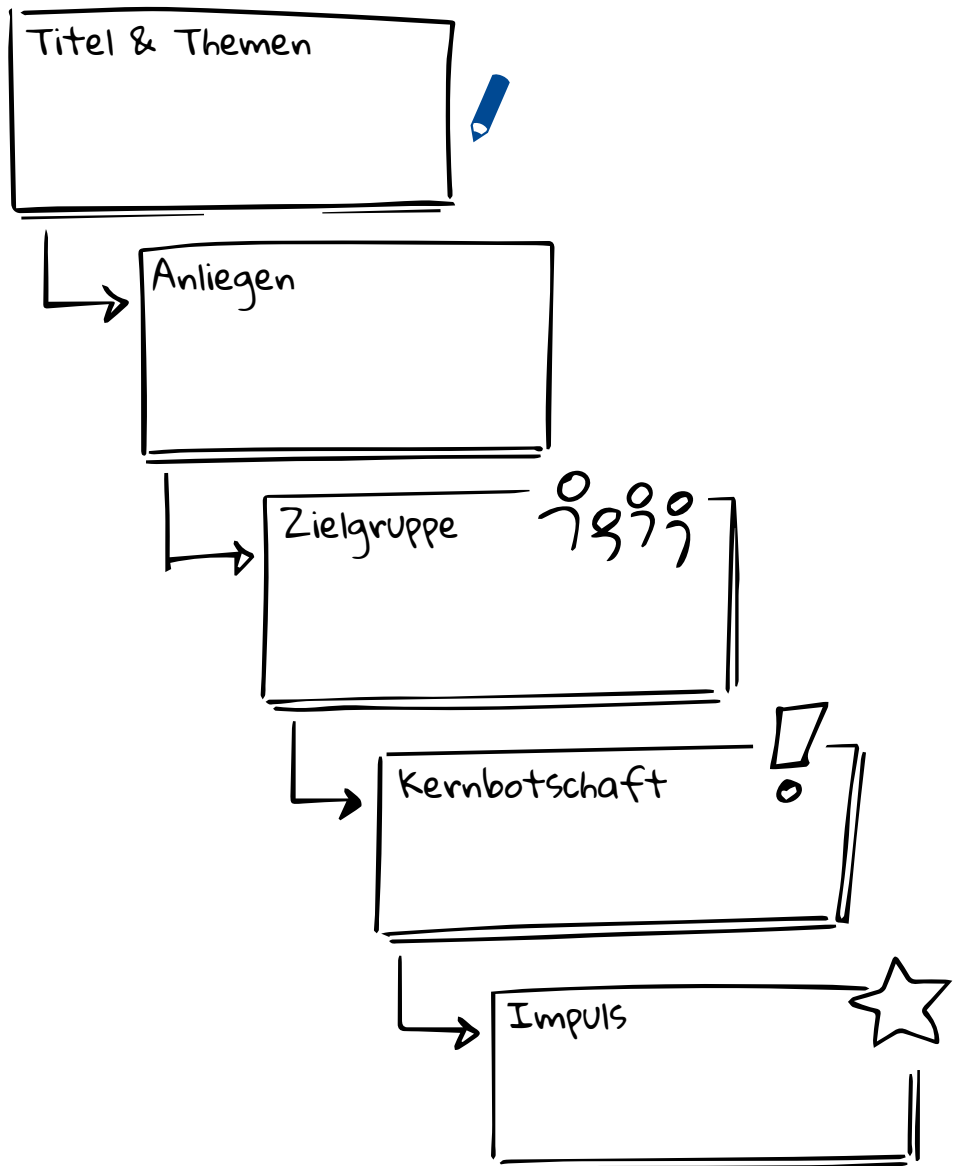 Titel & Themen
Anliegen
Zielgruppe
Kernbotschaft
Impuls